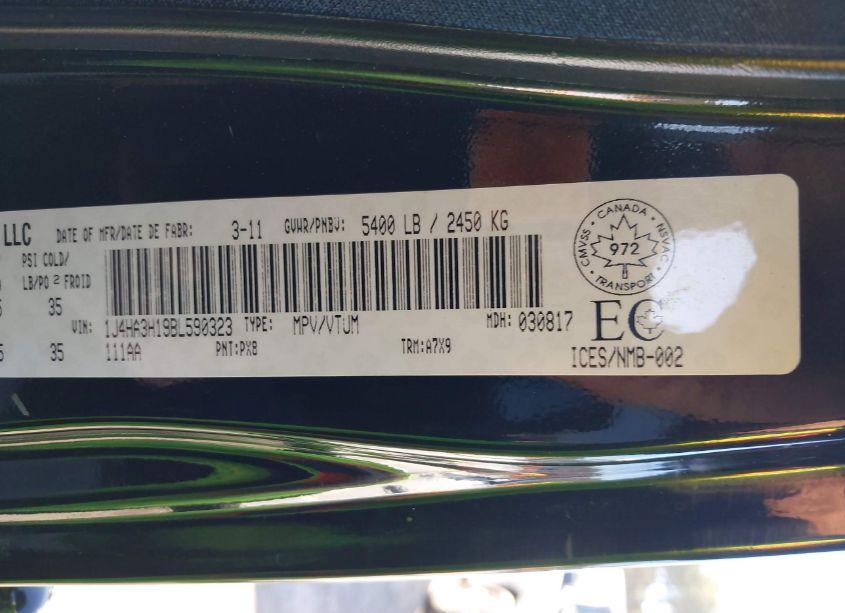 LLC DATE OF MFR/DATE DE FABR: 3-11 GVWR/PNBV: 5400 LB / 2450 KG
PSI COLD/
LB/PO 2 FROID
35
VIN: 1J4HA3H19BL590323 TYPE: MPV/VTUM MDH: 030817
35 111AA PNT:PX8 TRM:A7X9
CANADA
CMVSS NSVAC
972
TRANSPORT
EC
ICES/NMB-002